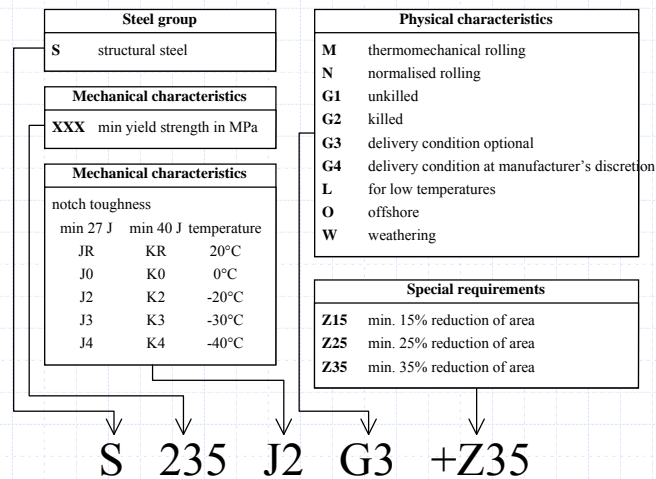 Steel group
S structural steel
Mechanical characteristics
XXX min yield strength in MPa
Mechanical characteristics
notch toughness
min 27 J min 40 J temperature
JR KR 20°C
J0 K0 0°C
J2 K2 -20°C
J3 K3 -30°C
J4 K4 -40°C
Physical characteristics
M thermomechanical rolling
N normalised rolling
G1 unkilled
G2 killed
G3 delivery condition optional
G4 delivery condition at manufacturer’s discretion
L for low temperatures
O offshore
W weathering
Special requirements
Z15 min. 15% reduction of area
Z25 min. 25% reduction of area
Z35 min. 35% reduction of area
S 235 J2 G3 +Z35